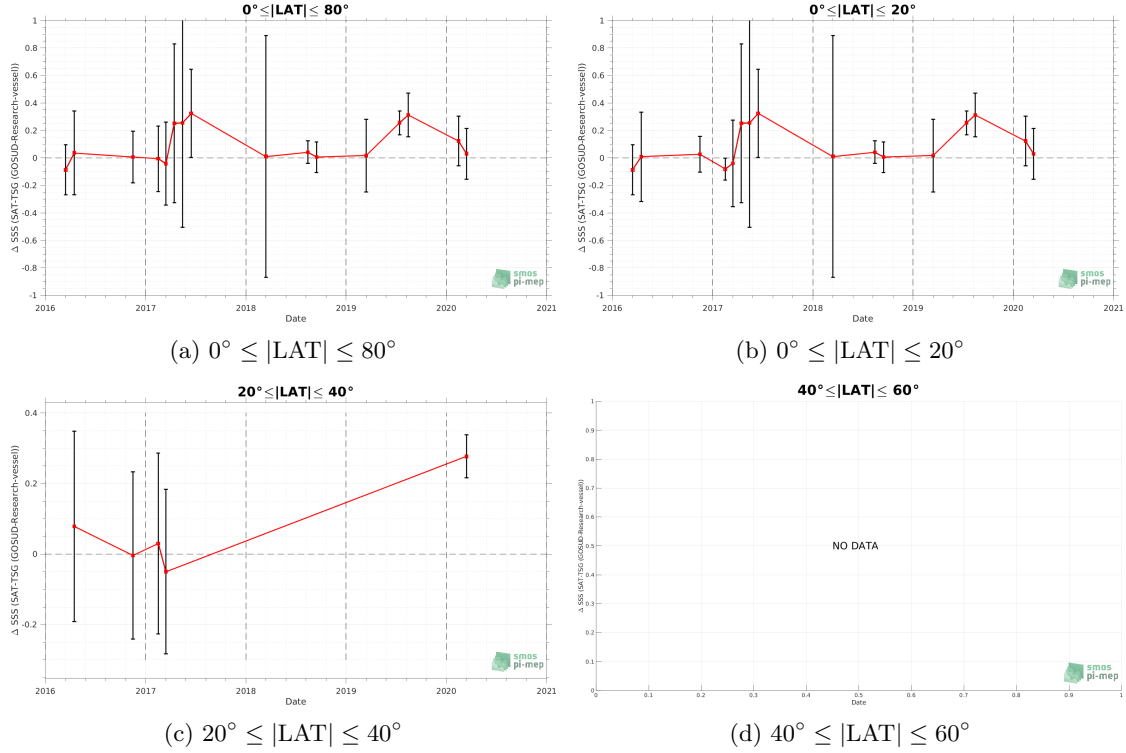 0°≤|LAT|≤ 80°
Δ SSS (SAT-TSG (GOSUD-Research-vessel))
1
0.8
0.6
0.4
0.2
0
-0.2
-0.4
-0.6
-0.8
-1
2016 2017 2018 2019 2020 2021
Date
smos
pi-mep
(a) 0° ≤ |LAT| ≤ 80°
0°≤|LAT|≤ 20°
Δ SSS (SAT-TSG (GOSUD-Research-vessel))
1
0.8
0.6
0.4
0.2
0
-0.2
-0.4
-0.6
-0.8
-1
2016 2017 2018 2019 2020 2021
Date
smos
pi-mep
(b) 0° ≤ |LAT| ≤ 20°
20°≤|LAT|≤ 40°
Δ SSS (SAT-TSG (GOSUD-Research-vessel))
0.4
0.2
0
-0.2
2016 2017 2018 2019 2020 2021
Date
smos
pi-mep
(c) 20° ≤ |LAT| ≤ 40°
40°≤|LAT|≤ 60°
Δ SSS (SAT-TSG (GOSUD-Research-vessel))
1
0.9
0.8
0.7
0.6
0.5
0.4
0.3
0.2
0.1
0
NO DATA
0 0.1 0.2 0.3 0.4 0.5 0.6 0.7 0.8 0.9 1
Date
smos
pi-mep
(d) 40° ≤ |LAT| ≤ 60°